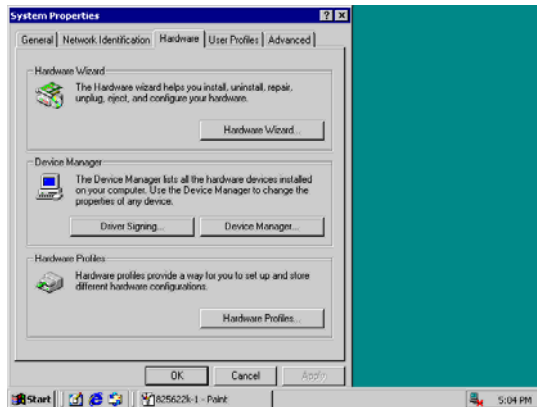 System Properties
General Network Identification Hardware User Profiles Advanced
Hardware Wizard
The Hardware wizard helps you install, uninstall, repair,
unplug, eject, and configure your hardware.
Hardware Wizard...
Device Manager
The Device Manager lists all the hardware devices installed
on your computer. Use the Device Manager to change the
properties of any device.
Driver Signing... Device Manager...
Hardware Profiles
Hardware profiles provide a way for you to set up and store
different hardware configurations.
Hardware Profiles...
OK Cancel Apply
Start 825622k-1 - Paint 5:04 PM